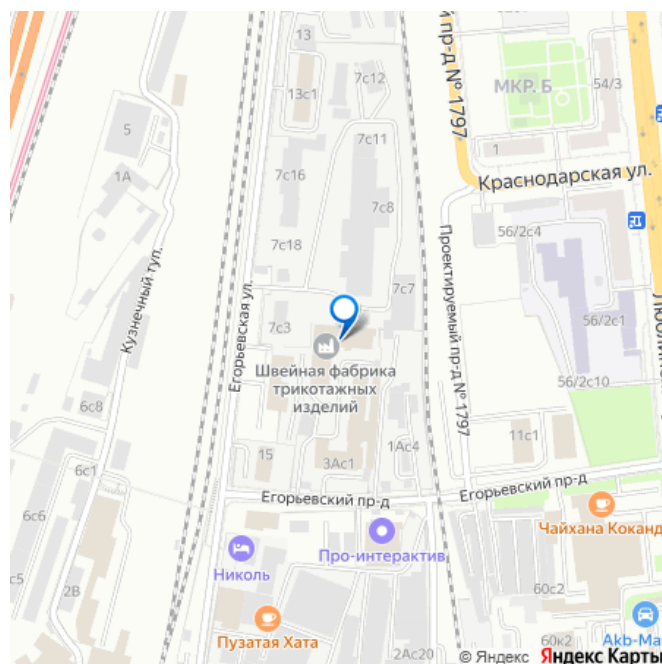 13
7с12
й пр-д № 1797
МКР. Б
54/3
13с1
5
7с11
1
1А
7с16
Краснодарская ул.
7с8
Кузнечный туп.
7с18
Проектируемый пр-д № 1797
56/2с4
Егорьевская ул.
7с7
7с3
56/2с1
Люблинс
Швейная фабрика
трикотажных
изделий
56/2с10
6с8
11с1
1Ас4
15
3Ас1
6с1
Егорьевский пр-д
Егорьевский пр-д
6с6
Чайхана Коканд
Про-интерактив
Николь
с5
2В
60с2
Пузатая Хата
2Ас20
60к2
Akb-Ma
© Яндекс Яндекс Карты